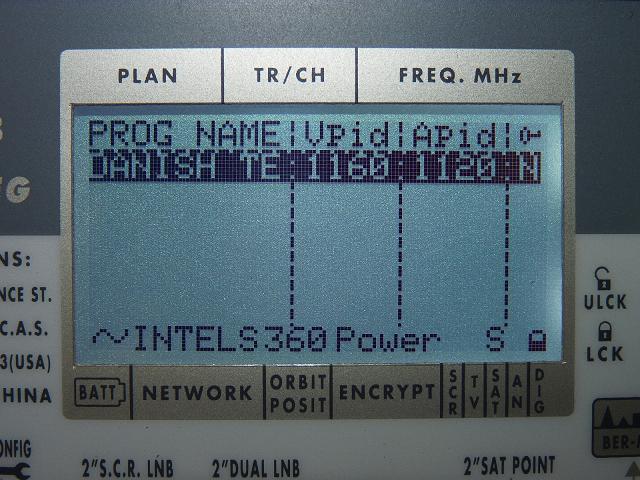 PLAN TR/CH FREQ. MHz
PROG NAME Vpid Apid
DANISH TE 1160 1120 N
G
NS:
NCE ST.
C.A.S.
3(USA)
HINA
INTELS360 Power S
ULCK
LCK
BATT NETWORK ORBIT POSIT ENCRYPT SCR TV SAT AN DIG
ONFIG
2"S.C.R. LNB 2"DUAL LNB 2"SAT POINT
BER-